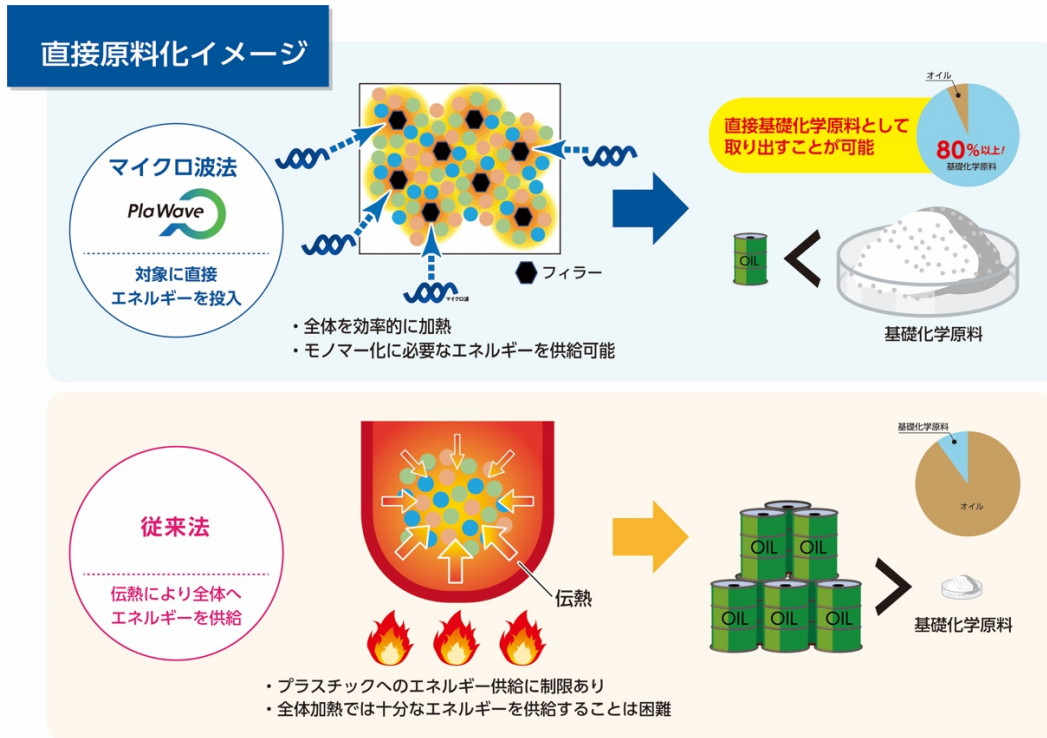 直接原料化イメージ
マイクロ波法
PlaWave
対象に直接
エネルギーを投入
マイクロ波
フィラー
・全体を効率的に加熱
・モノマー化に必要なエネルギーを供給可能
直接基礎化学原料として
取り出すことが可能
オイル
80%以上!
基礎化学原料
OIL
基礎化学原料
従来法
伝熱により全体へ
エネルギーを供給
伝熱
・プラスチックへのエネルギー供給に制限あり
・全体加熱では十分なエネルギーを供給することは困難
基礎化学原料
オイル
OIL
OIL
OIL
OIL
OIL
基礎化学原料